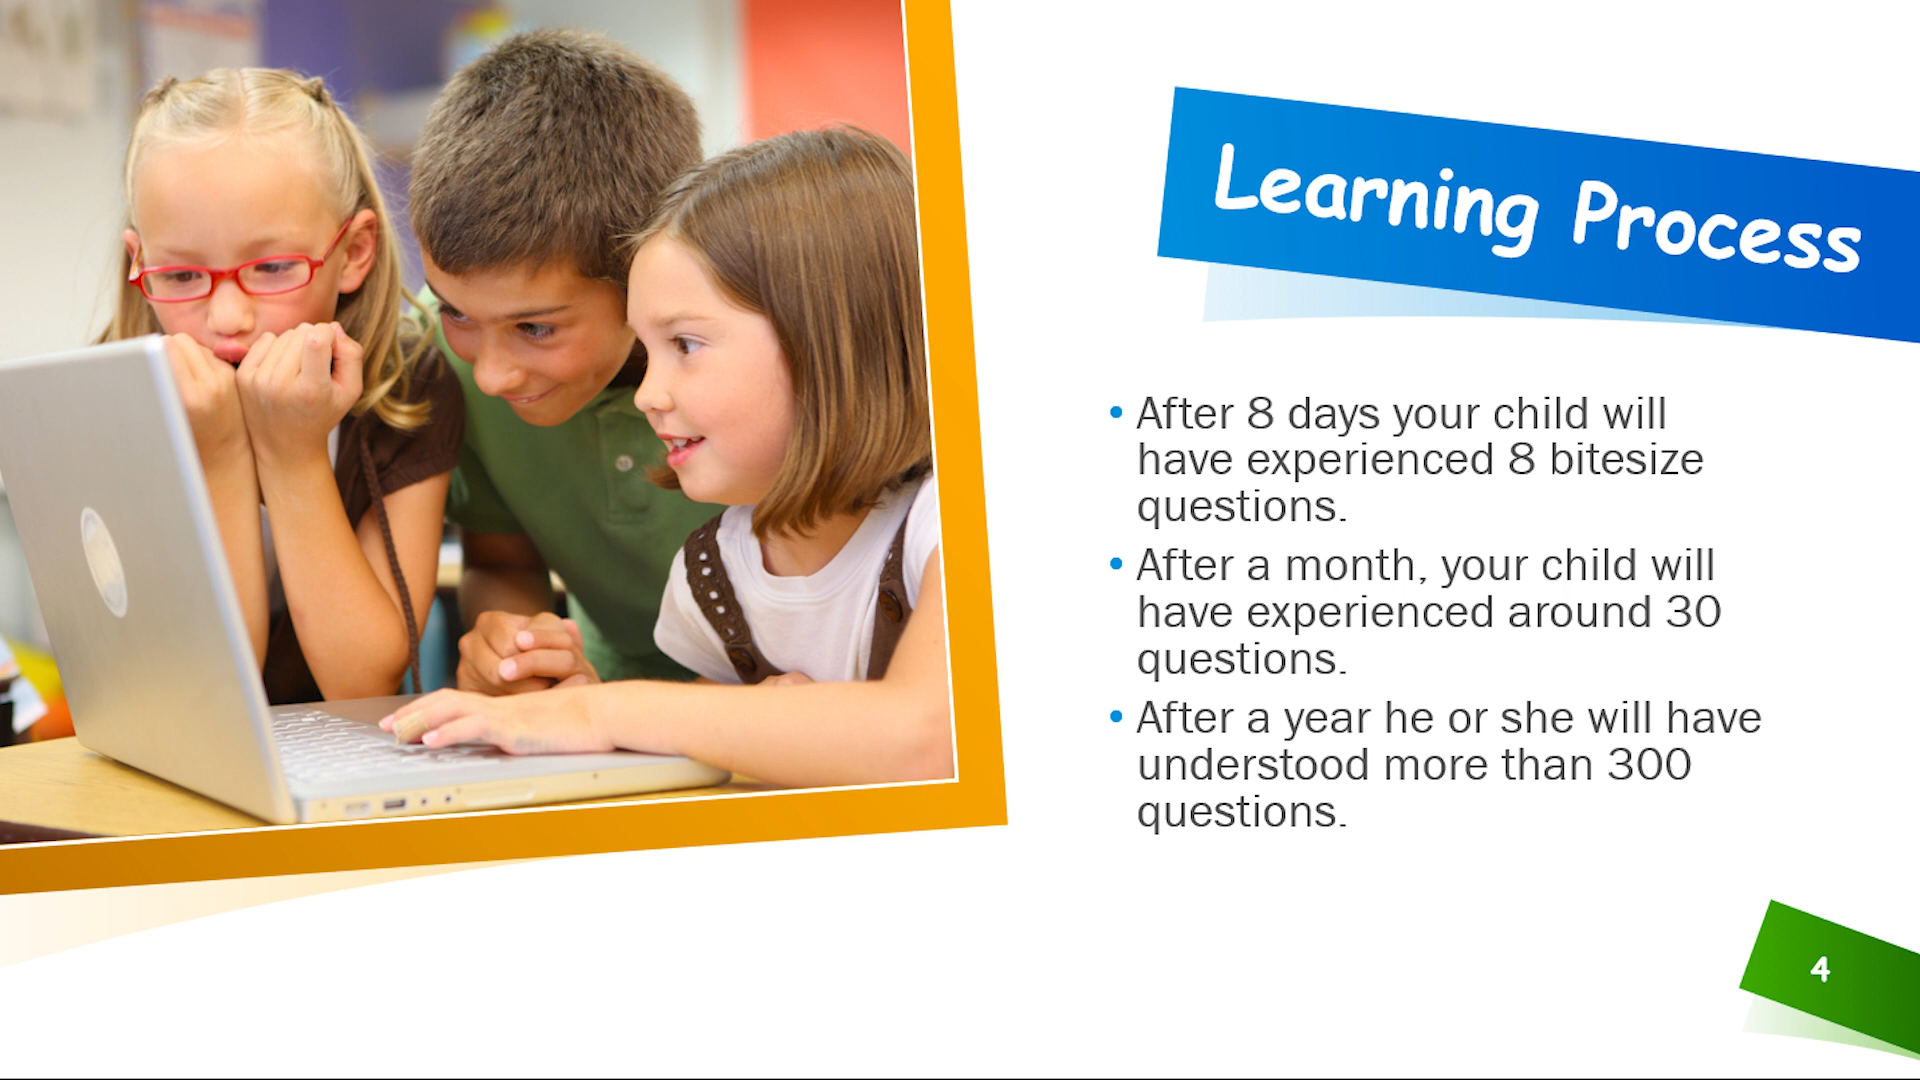 Learning Process
• After 8 days your child will
have experienced 8 bitesize
questions.
• After a month, your child will
have experienced around 30
questions.
• After a year he or she will have
understood more than 300
questions.
4